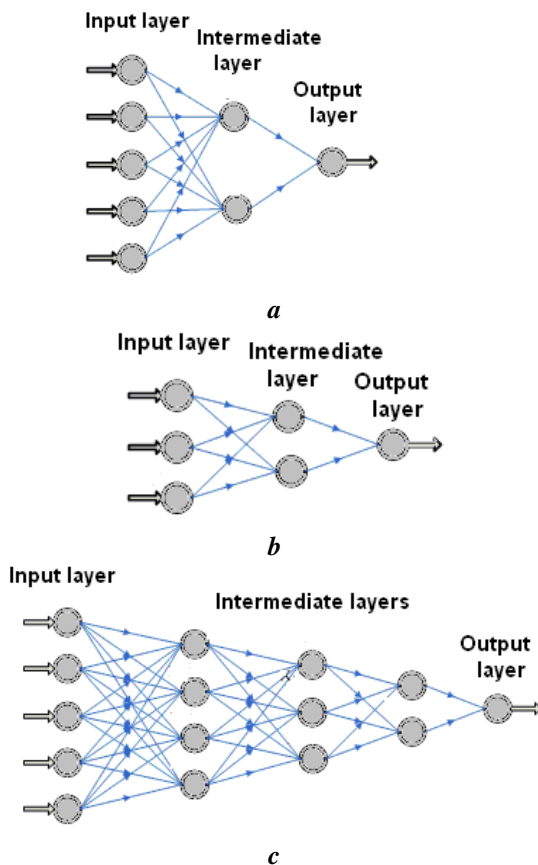 Input layer
Intermediate
layer
Output
layer
a
Input layer
Intermediate
layer
Output
layer
b
Input layer
Intermediate layers
Output
layer
c